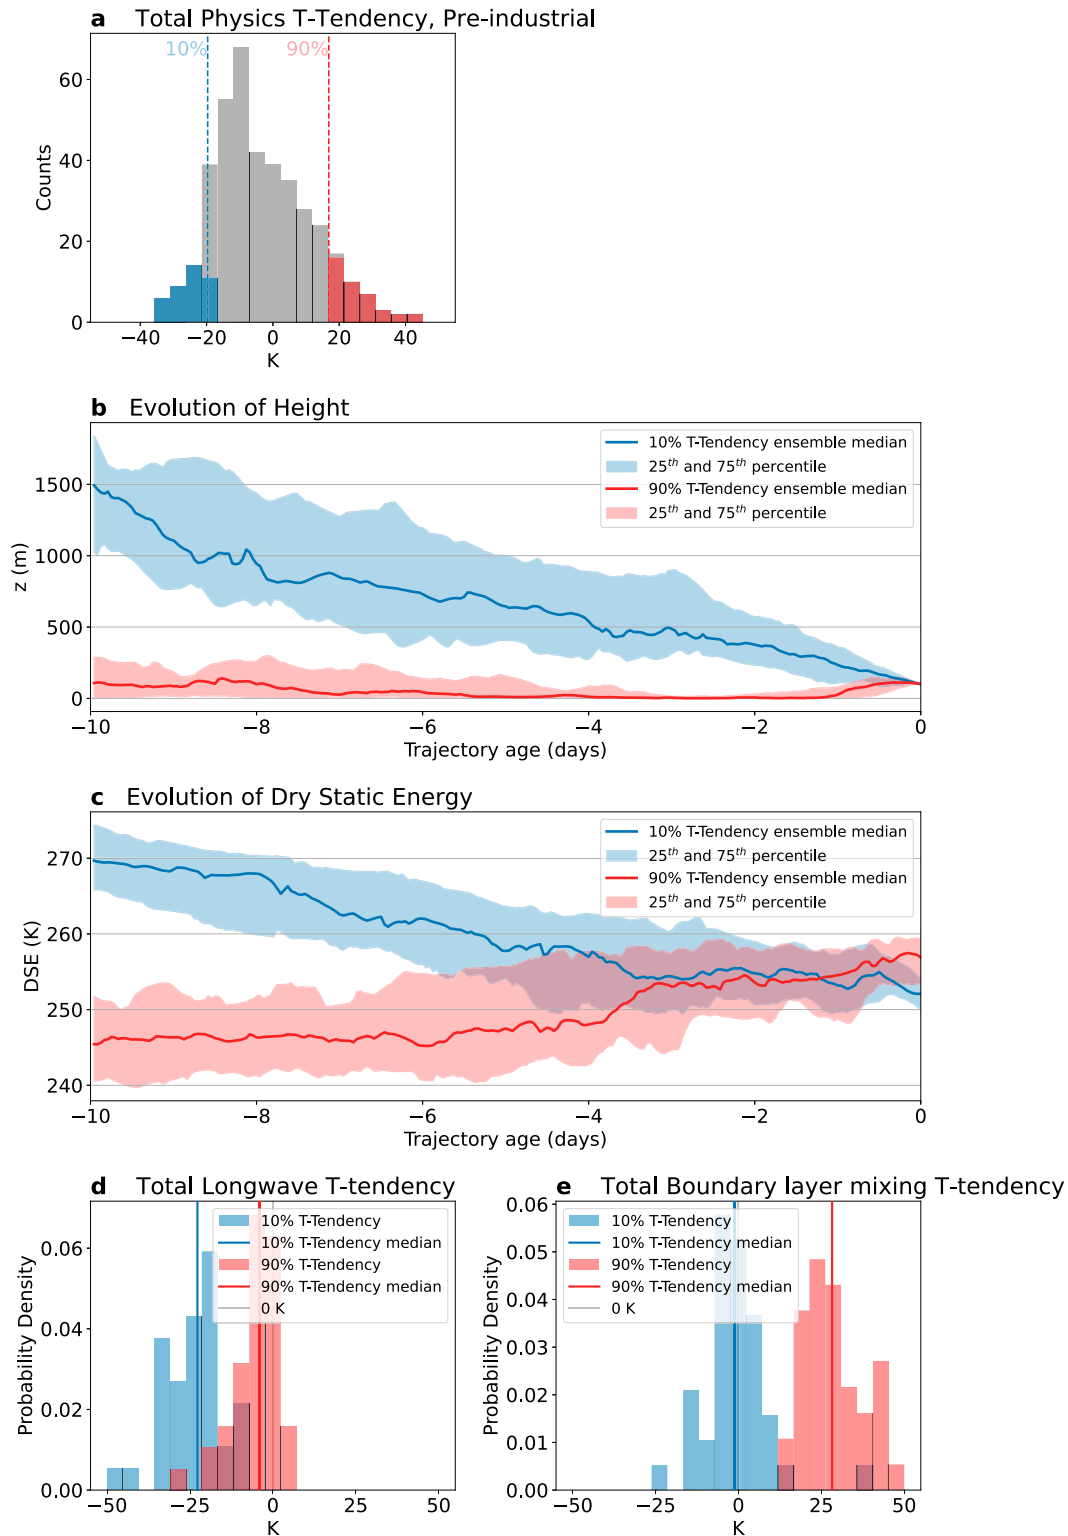 a Total Physics T-Tendency, Pre-industrial
10% 90%
60
40
20
0
Counts
−40 −20 0 20 40
K
b Evolution of Height
10% T-Tendency ensemble median
25th and 75th percentile
90% T-Tendency ensemble median
25th and 75th percentile
1500
1000
500
0
z (m)
−10 −8 −6 −4 −2 0
Trajectory age (days)
c Evolution of Dry Static Energy
10% T-Tendency ensemble median
25th and 75th percentile
90% T-Tendency ensemble median
25th and 75th percentile
270
260
250
240
DSE (K)
−10 −8 −6 −4 −2 0
Trajectory age (days)
d Total Longwave T-tendency
10% T-Tendency
10% T-Tendency median
90% T-Tendency
90% T-Tendency median
0 K
0.06
0.04
0.02
0.00
Probability Density
−50 −25 0 25 50
K
e Total Boundary layer mixing T-tendency
10% T-Tendency
10% T-Tendency median
90% T-Tendency
90% T-Tendency median
0 K
0.06
0.05
0.04
0.03
0.02
0.01
0.00
Probability Density
−50 −25 0 25 50
K